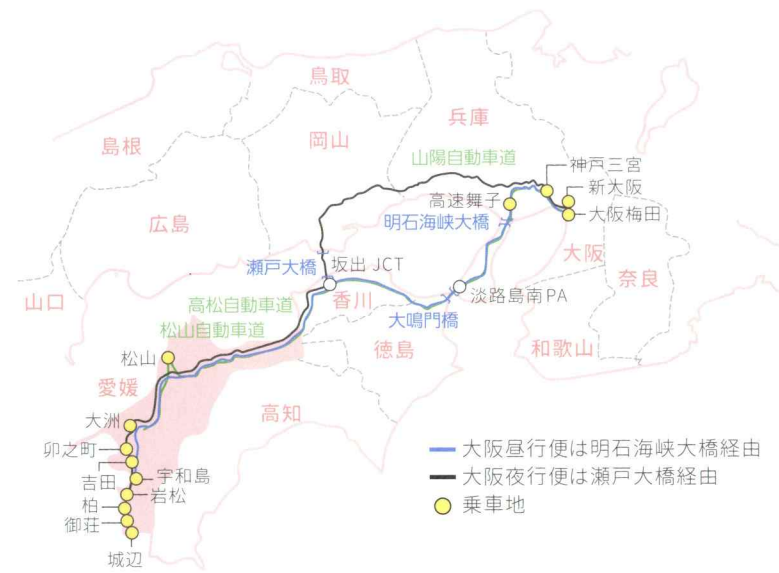 鳥取
兵庫
島根
岡山
山陽自動車道
神戸三宮
新大阪
高速舞子
大阪梅田
明石海峡大橋
広島
大阪
瀬戸大橋
坂出 JCT
奈良
山口
香川
淡路島南PA
高松自動車道
大鳴門橋
松山自動車道
徳島
和歌山
松山
愛媛
高知
大洲
卯之町
大阪昼行便は明石海峡大橋経由
吉田
宇和島
大阪夜行便は瀬戸大橋経由
岩松
柏
乗車地
御荘
城辺